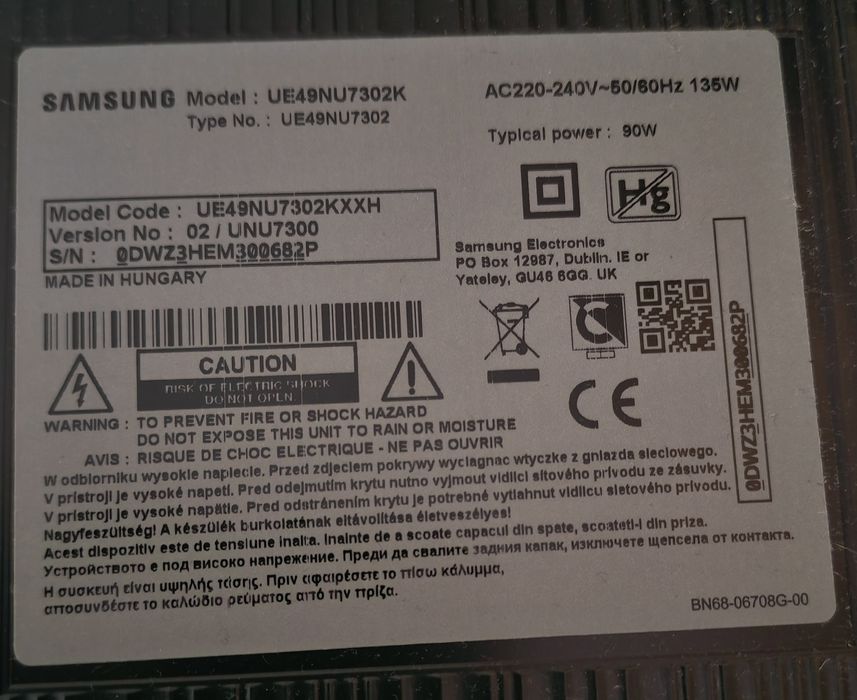 SAMSUNG Model : UE49NU7302K
Type No. : UE49NU7302
AC220-240V~50/60Hz 135W
Typical power : 90W
Hg
Model Code : UE49NU7302KXXH
Version No : 02 / UNU7300
S/N : 0DWZ3HEM300682P
MADE IN HUNGARY
Samsung Electronics
PO Box 12987, Dublin. IE or
Yateley, GU46 6GG. UK
CAUTION
RISK OF ELECTRIC SHOCK
DO NOT OPEN.
CE
0DWZ3HEM300682P
WARNING : TO PREVENT FIRE OR SHOCK HAZARD
DO NOT EXPOSE THIS UNIT TO RAIN OR MOISTURE
AVIS : RISQUE DE CHOC ELECTRIQUE - NE PAS OUVRIR
W odbiorniku wysokie napiecie. Przed zdjeciem pokrywy wyciagnac wtyczke z gniazda sieciowego.
V prístroji je vysoké napetí. Pred odejmutím krytu nutno vyjmout vidlici sítového prívodu ze zásuvky.
V prístroji je vysoké napätie. Pred odstránením krytu je potrebné vytiahnut vidlicu sietového prívodu.
Nagyfeszültség! A készülék burkolatának eltávolítása életveszélyes!
Acest dispozitiv este de tensiune inalta. Inainte de a scoate capacul din spate, scoateti-l din priza.
Устройството е под високо напрежение. Преди да свалите задния капак, изключете щепсела от контакта.
Η συσκευή είναι υψηλής τάσης. Πριν αφαιρέσετε το πίσω κάλυμμα,
αποσυνδέστε το καλώδιο ρεύματος από την πρίζα.
BN68-06708G-00